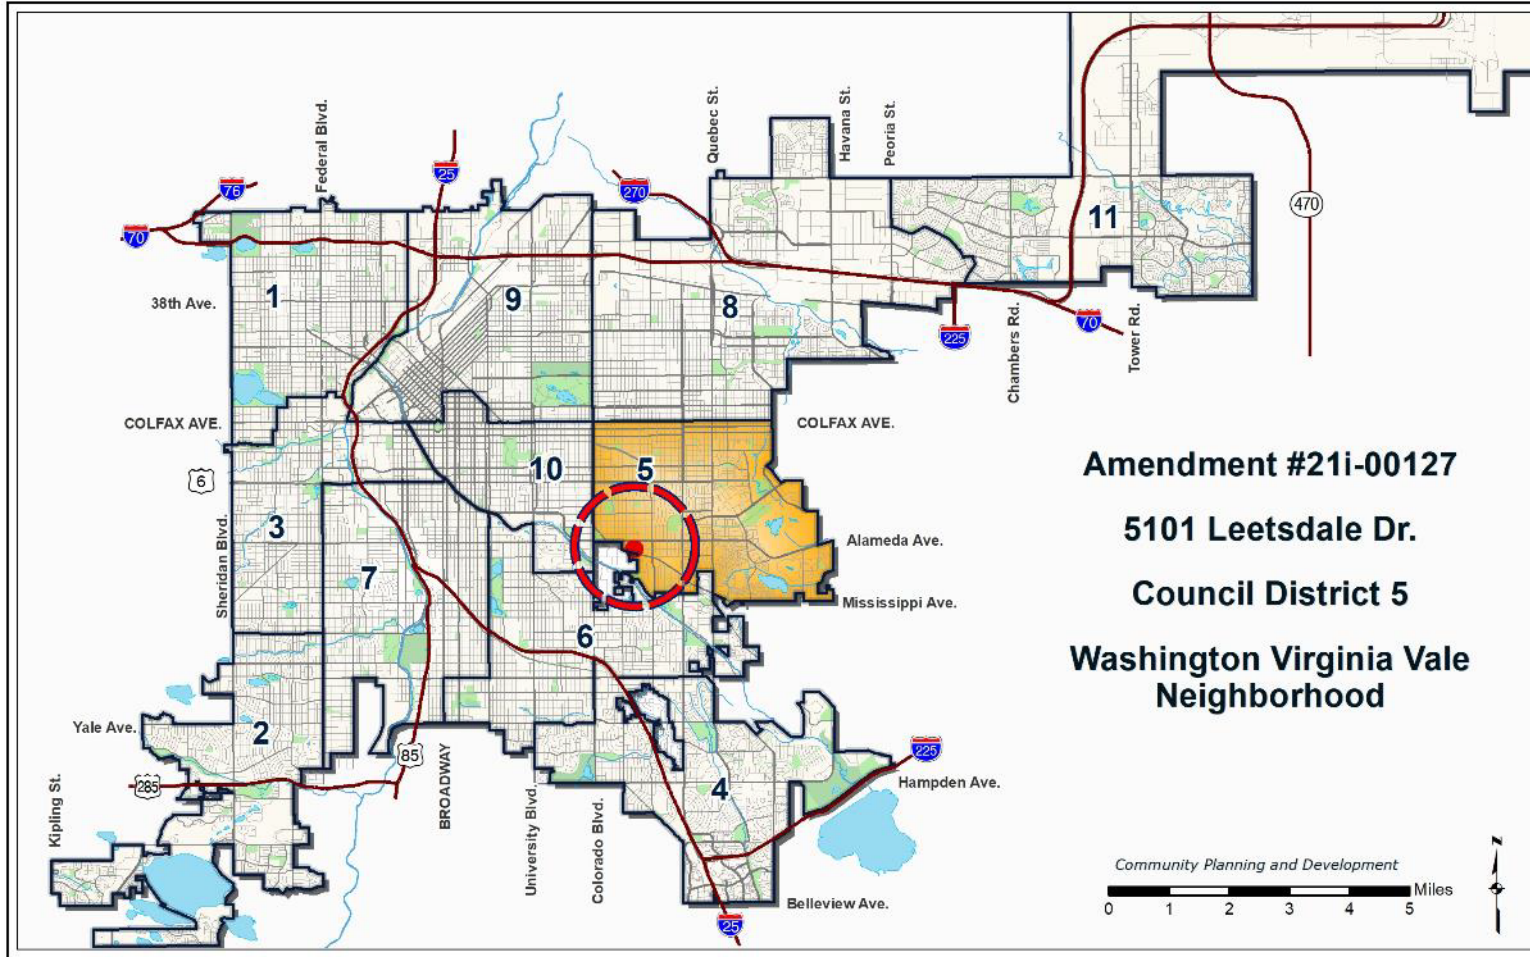 Federal Blvd.
Quebec St.
Havana St.
Peoria St.
76
25
270
70
470
11
1
9
8
38th Ave.
225
70
Chambers Rd.
Tower Rd.
COLFAX AVE.
COLFAX AVE.
6
10
5
3
Sheridan Blvd.
Alameda Ave.
7
Mississippi Ave.
6
Amendment #21i-00127
5101 Leetsdale Dr.
Council District 5
Washington Virginia Vale
Neighborhood
Yale Ave.
2
85
BROADWAY
225
285
Kipling St.
University Blvd.
Colorado Blvd.
4
Hampden Ave.
Belleview Ave.
25
Community Planning and Development
Miles
0 1 2 3 4 5
N